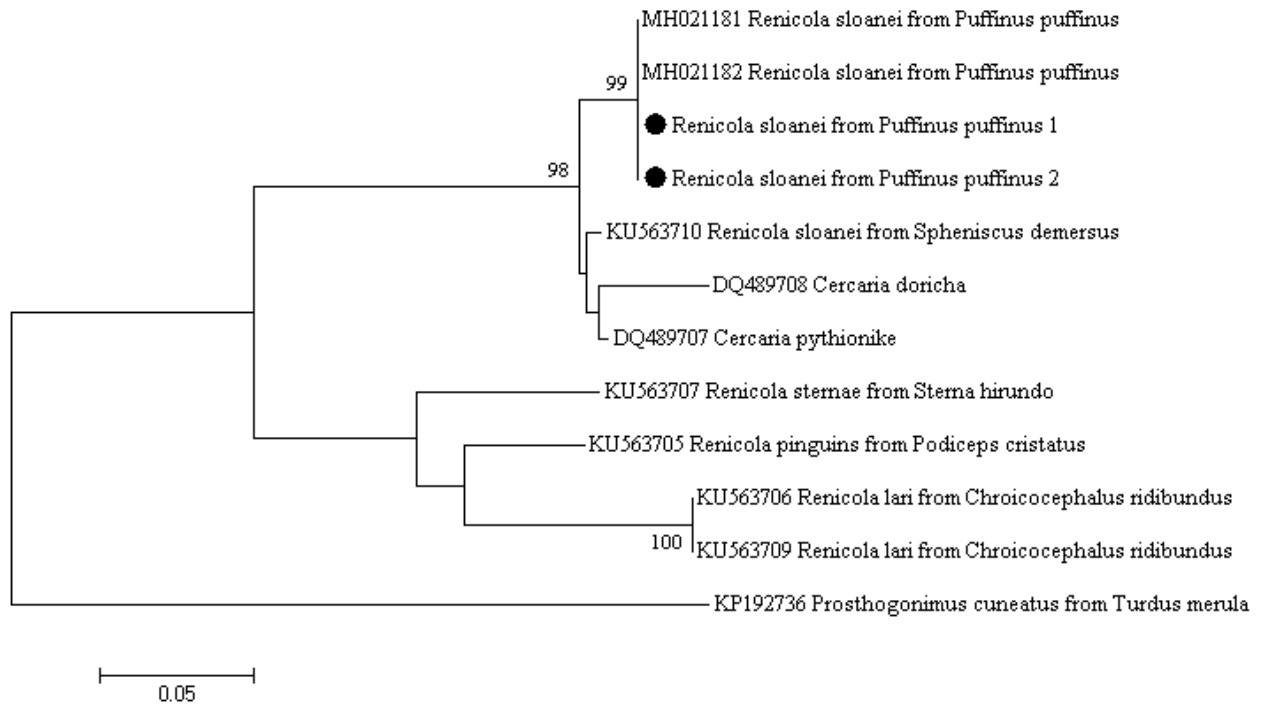 MH021181 Renicola sloanei from Puffinus puffinus
MH021182 Renicola sloanei from Puffinus puffinus
99
Renicola sloanei from Puffinus puffinus 1
98
Renicola sloanei from Puffinus puffinus 2
KU563710 Renicola sloanei from Spheniscus demersus
DQ489708 Cercaria doricha
DQ489707 Cercaria pythionike
KU563707 Renicola sternae from Sterna hirundo
KU563705 Renicola pinguins from Podiceps cristatus
KU563706 Renicola lari from Chroicocephalus ridibundus
100
KU563709 Renicola lari from Chroicocephalus ridibundus
KP192736 Prosthogonimus cuneatus from Turdus merula
0.05